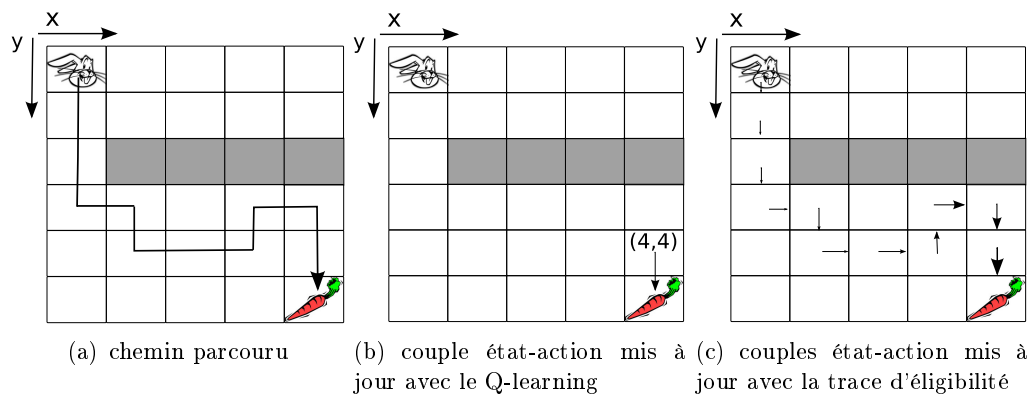 x
y
x
y
x
y
(4,4)
(a) chemin parcouru
(b) couple état-action mis à
jour avec le Q-learning
(c) couples état-action mis à
jour avec la trace d'éligibilité